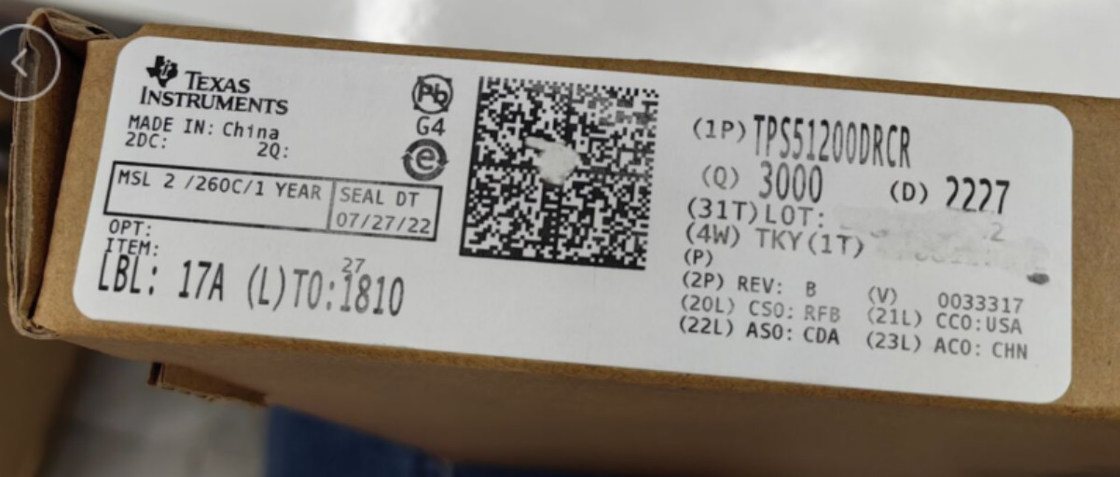 TEXAS
INSTRUMENTS
MADE IN: China
2DC: 2Q:
MSL 2 /260C/1 YEAR
SEAL DT
07/27/22
OPT:
ITEM:
27
LBL: 17A (L)TO:1810
Pb
G4
e
(1P) TPS51200DRCR
(Q) 3000 (D) 2227
(31T)LOT: 2
(4W) TKY(1T)
(P)
(2P) REV: B (V) 0033317
(20L) CSO: RFB (21L) CCO:USA
(22L) ASO: CDA (23L) ACO: CHN